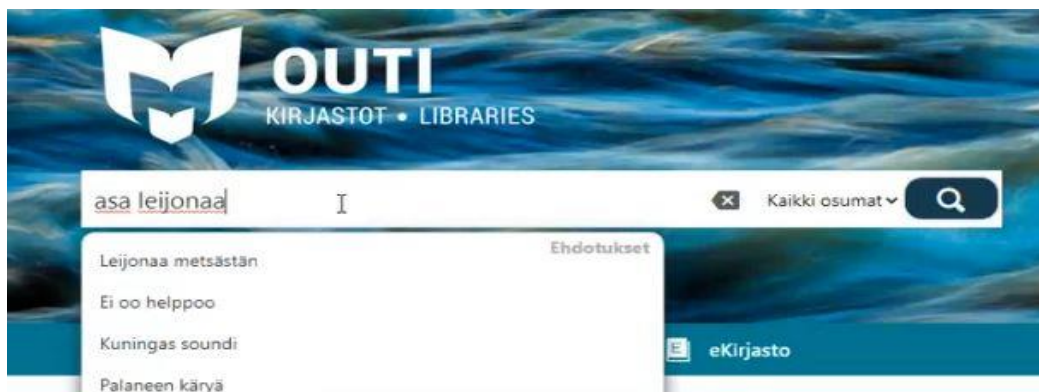 OUTI
KIRJASTOT • LIBRARIES
asa leijonaa
Kaikki osumat
Ehdotukset
Leijonaa metsästän
Ei oo helppoo
Kuningas soundi
E eKirjasto
Palaneen käryä